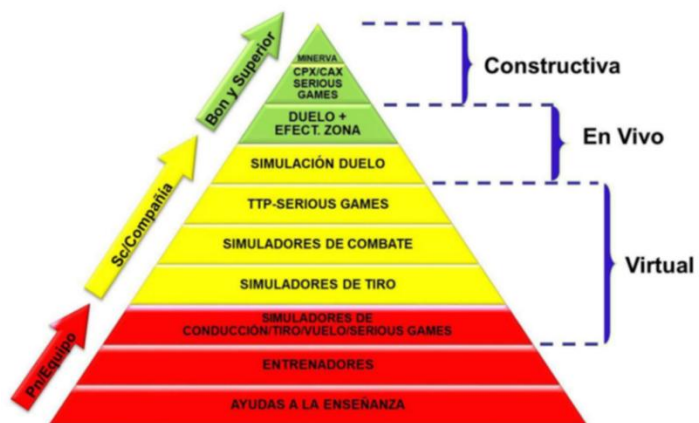 MINERVA
CPX/CAX
SERIOUS
GAMES
DUELO +
EFECT. ZONA
SIMULACIÓN DUELO
TTP-SERIOUS GAMES
SIMULADORES DE COMBATE
SIMULADORES DE TIRO
SIMULADORES DE
CONDUCCIÓN/TIRO/VUELO/SERIOUS GAMES
ENTRENADORES
AYUDAS A LA ENSEÑANZA
Bon y Superior
Sc/Compañía
Pn/Equipo
Constructiva
En Vivo
Virtual